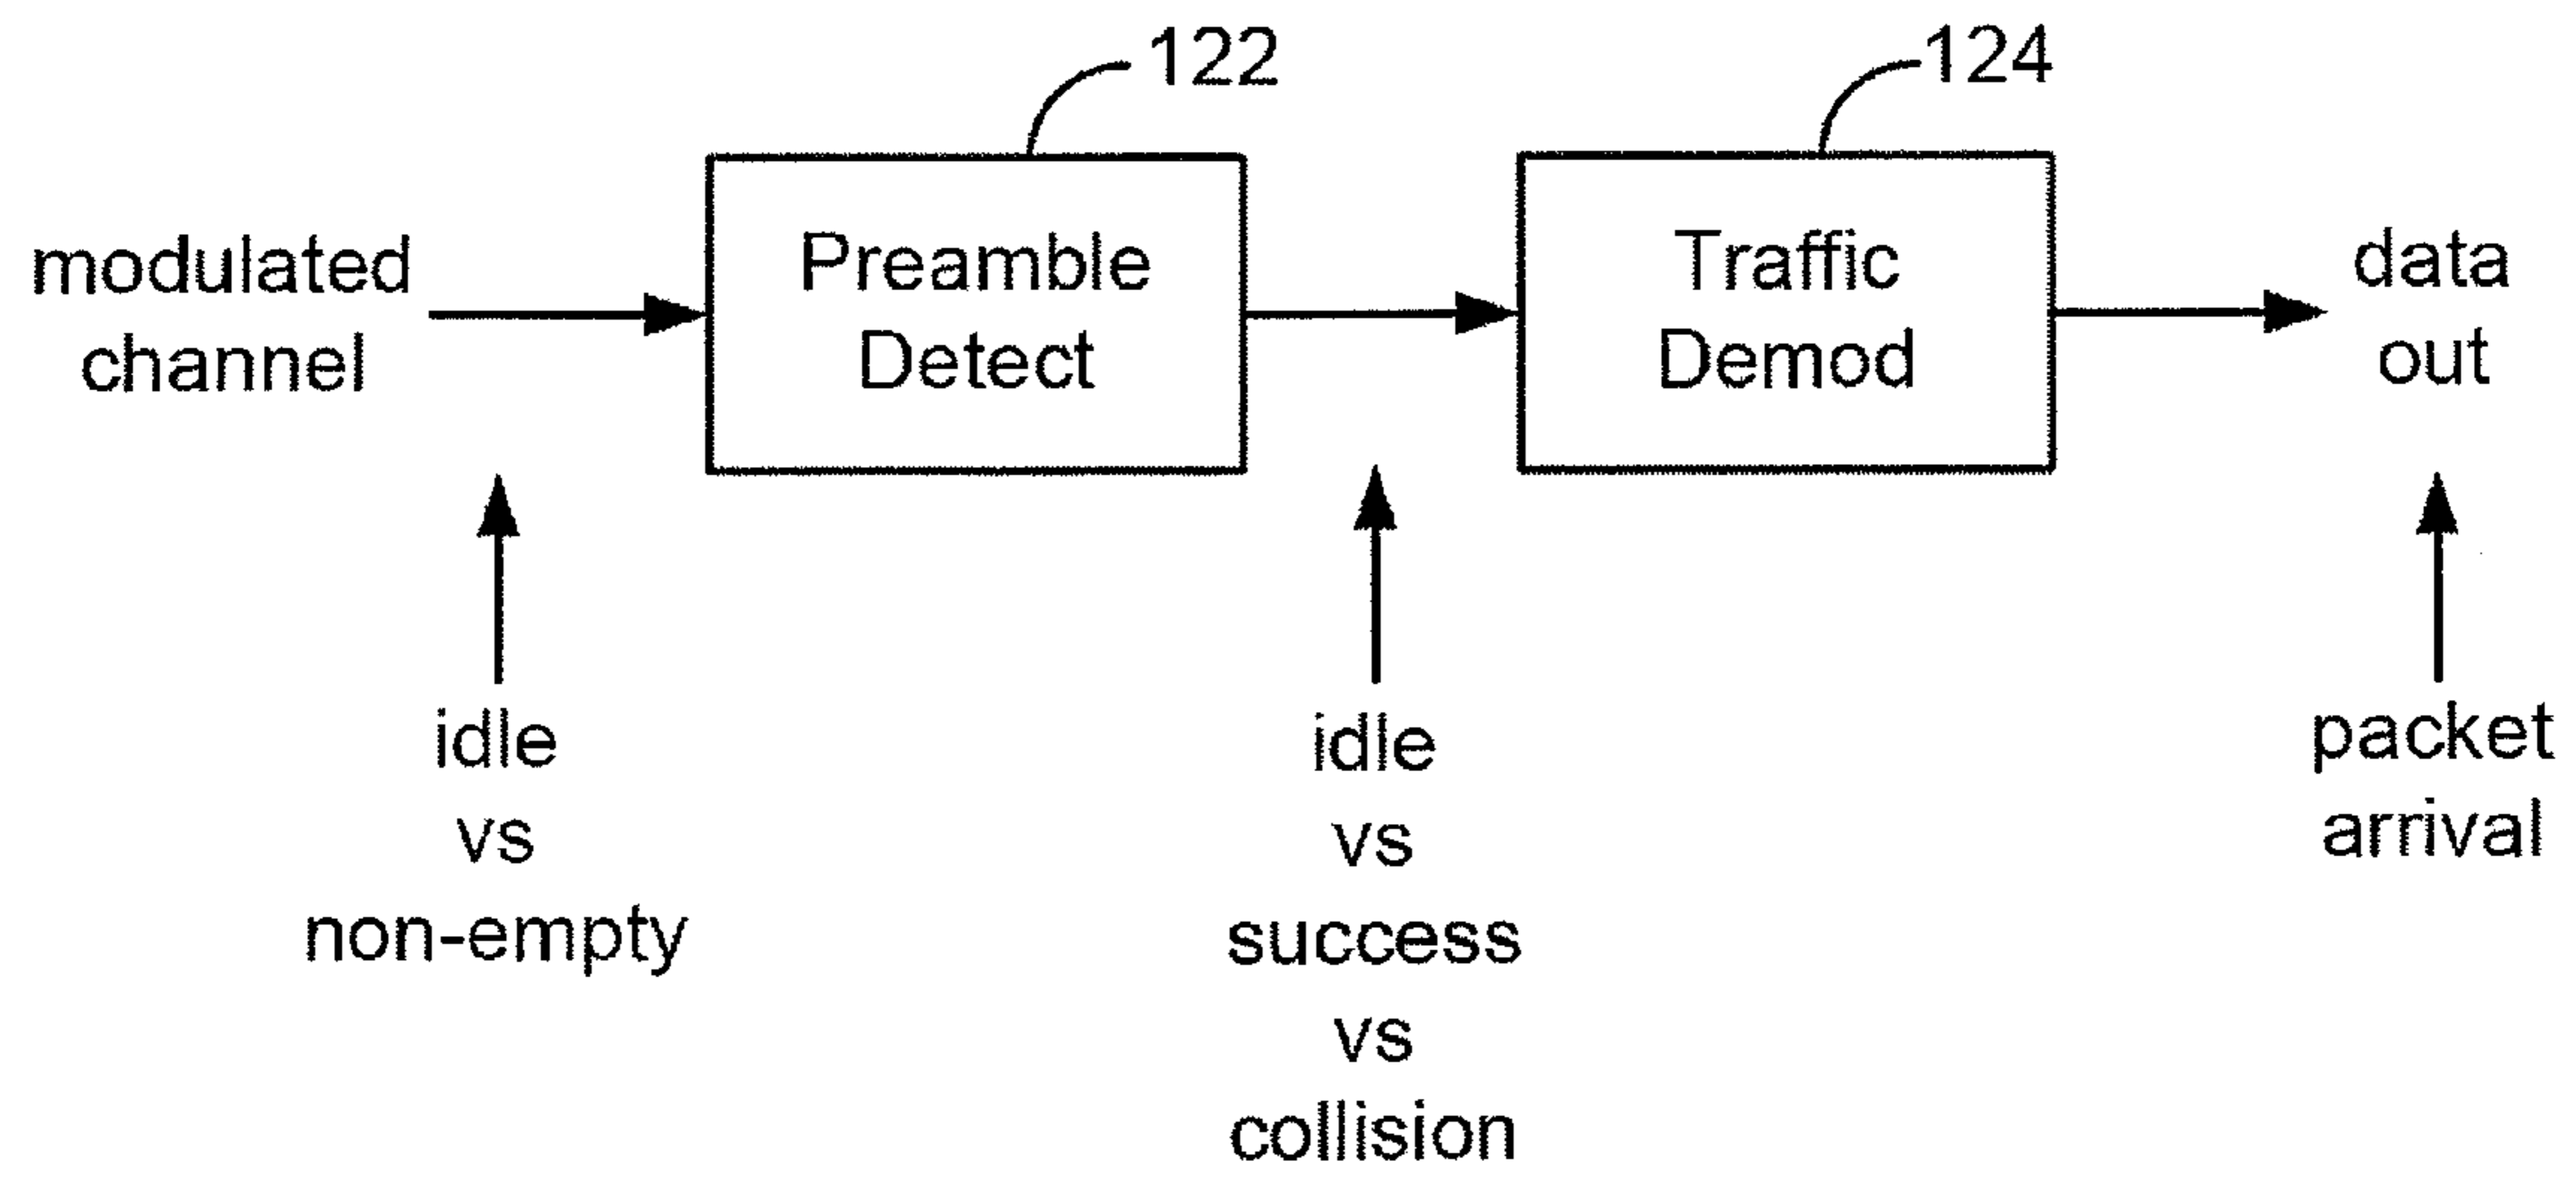 122
124
modulated
channel
Preamble
Detect
Traffic
Demod
data
out
idle
vs
non-empty
idle
vs
success
vs
collision
packet
arrival